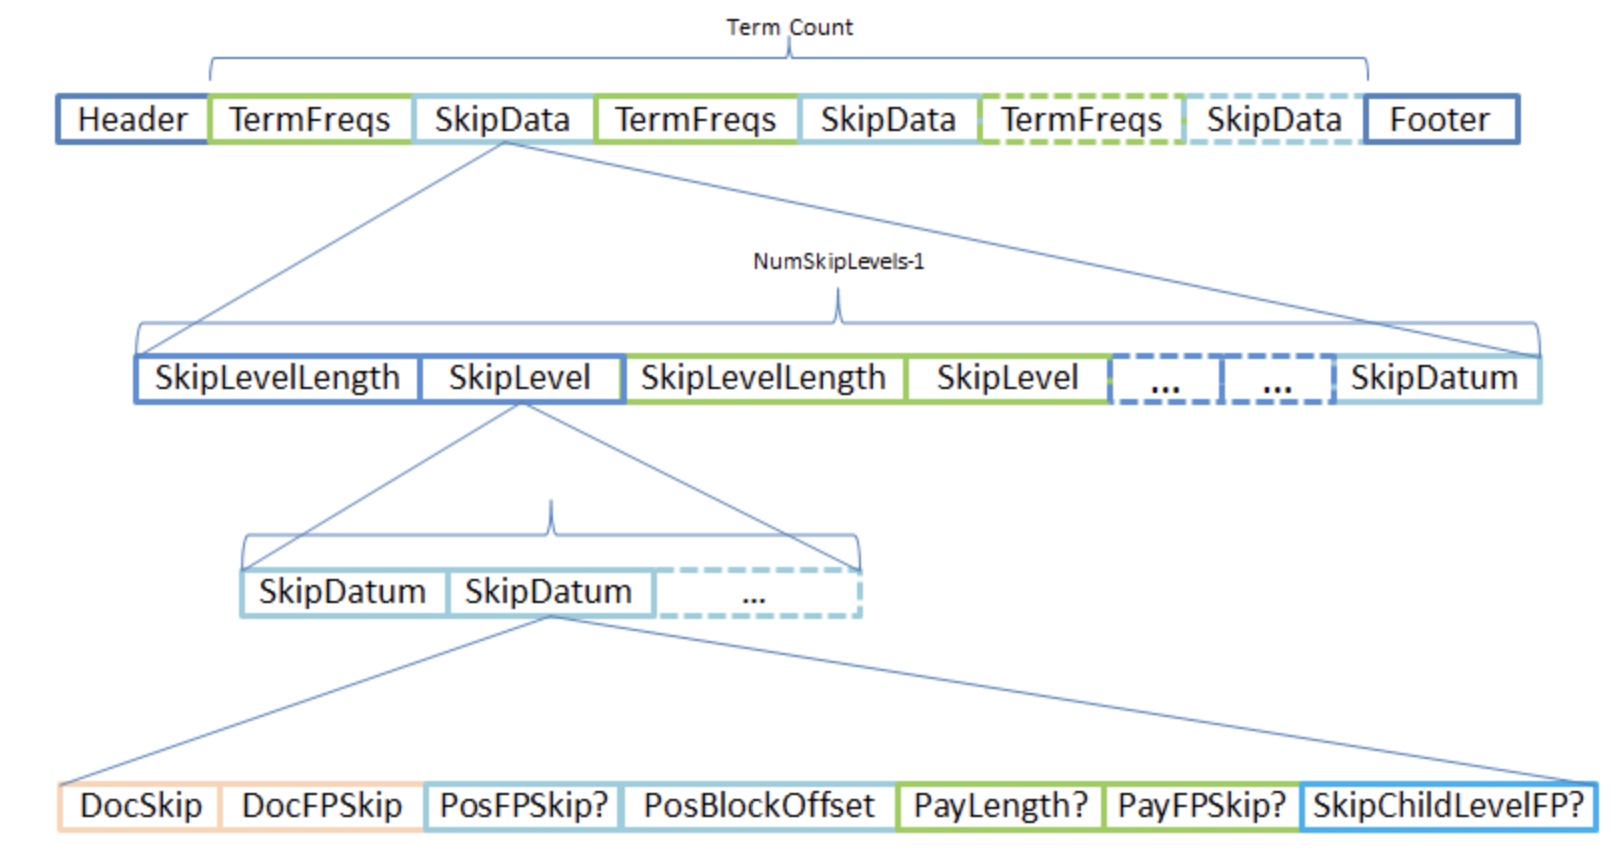 Term Count
Header TermFreqs SkipData TermFreqs SkipData TermFreqs SkipData Footer
NumSkipLevels-1
SkipLevelLength SkipLevel SkipLevelLength SkipLevel ... ... SkipDatum
SkipDatum SkipDatum ...
DocSkip DocFPSkip PosFPSkip? PosBlockOffset PayLength? PayFPSkip? SkipChildLevelFP?